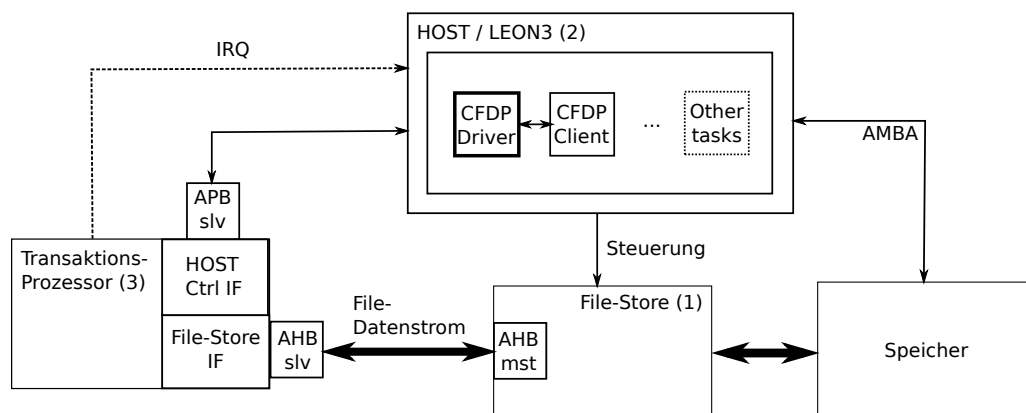 HOST / LEON3 (2)
IRQ
CFDP
Driver
CFDP
Client
...
Other
tasks
AMBA
APB
slv
Transaktions-
Prozessor (3)
HOST
Ctrl IF
Steuerung
File-Store
IF
AHB
slv
File-
Datenstrom
File-Store (1)
AHB
mst
Speicher